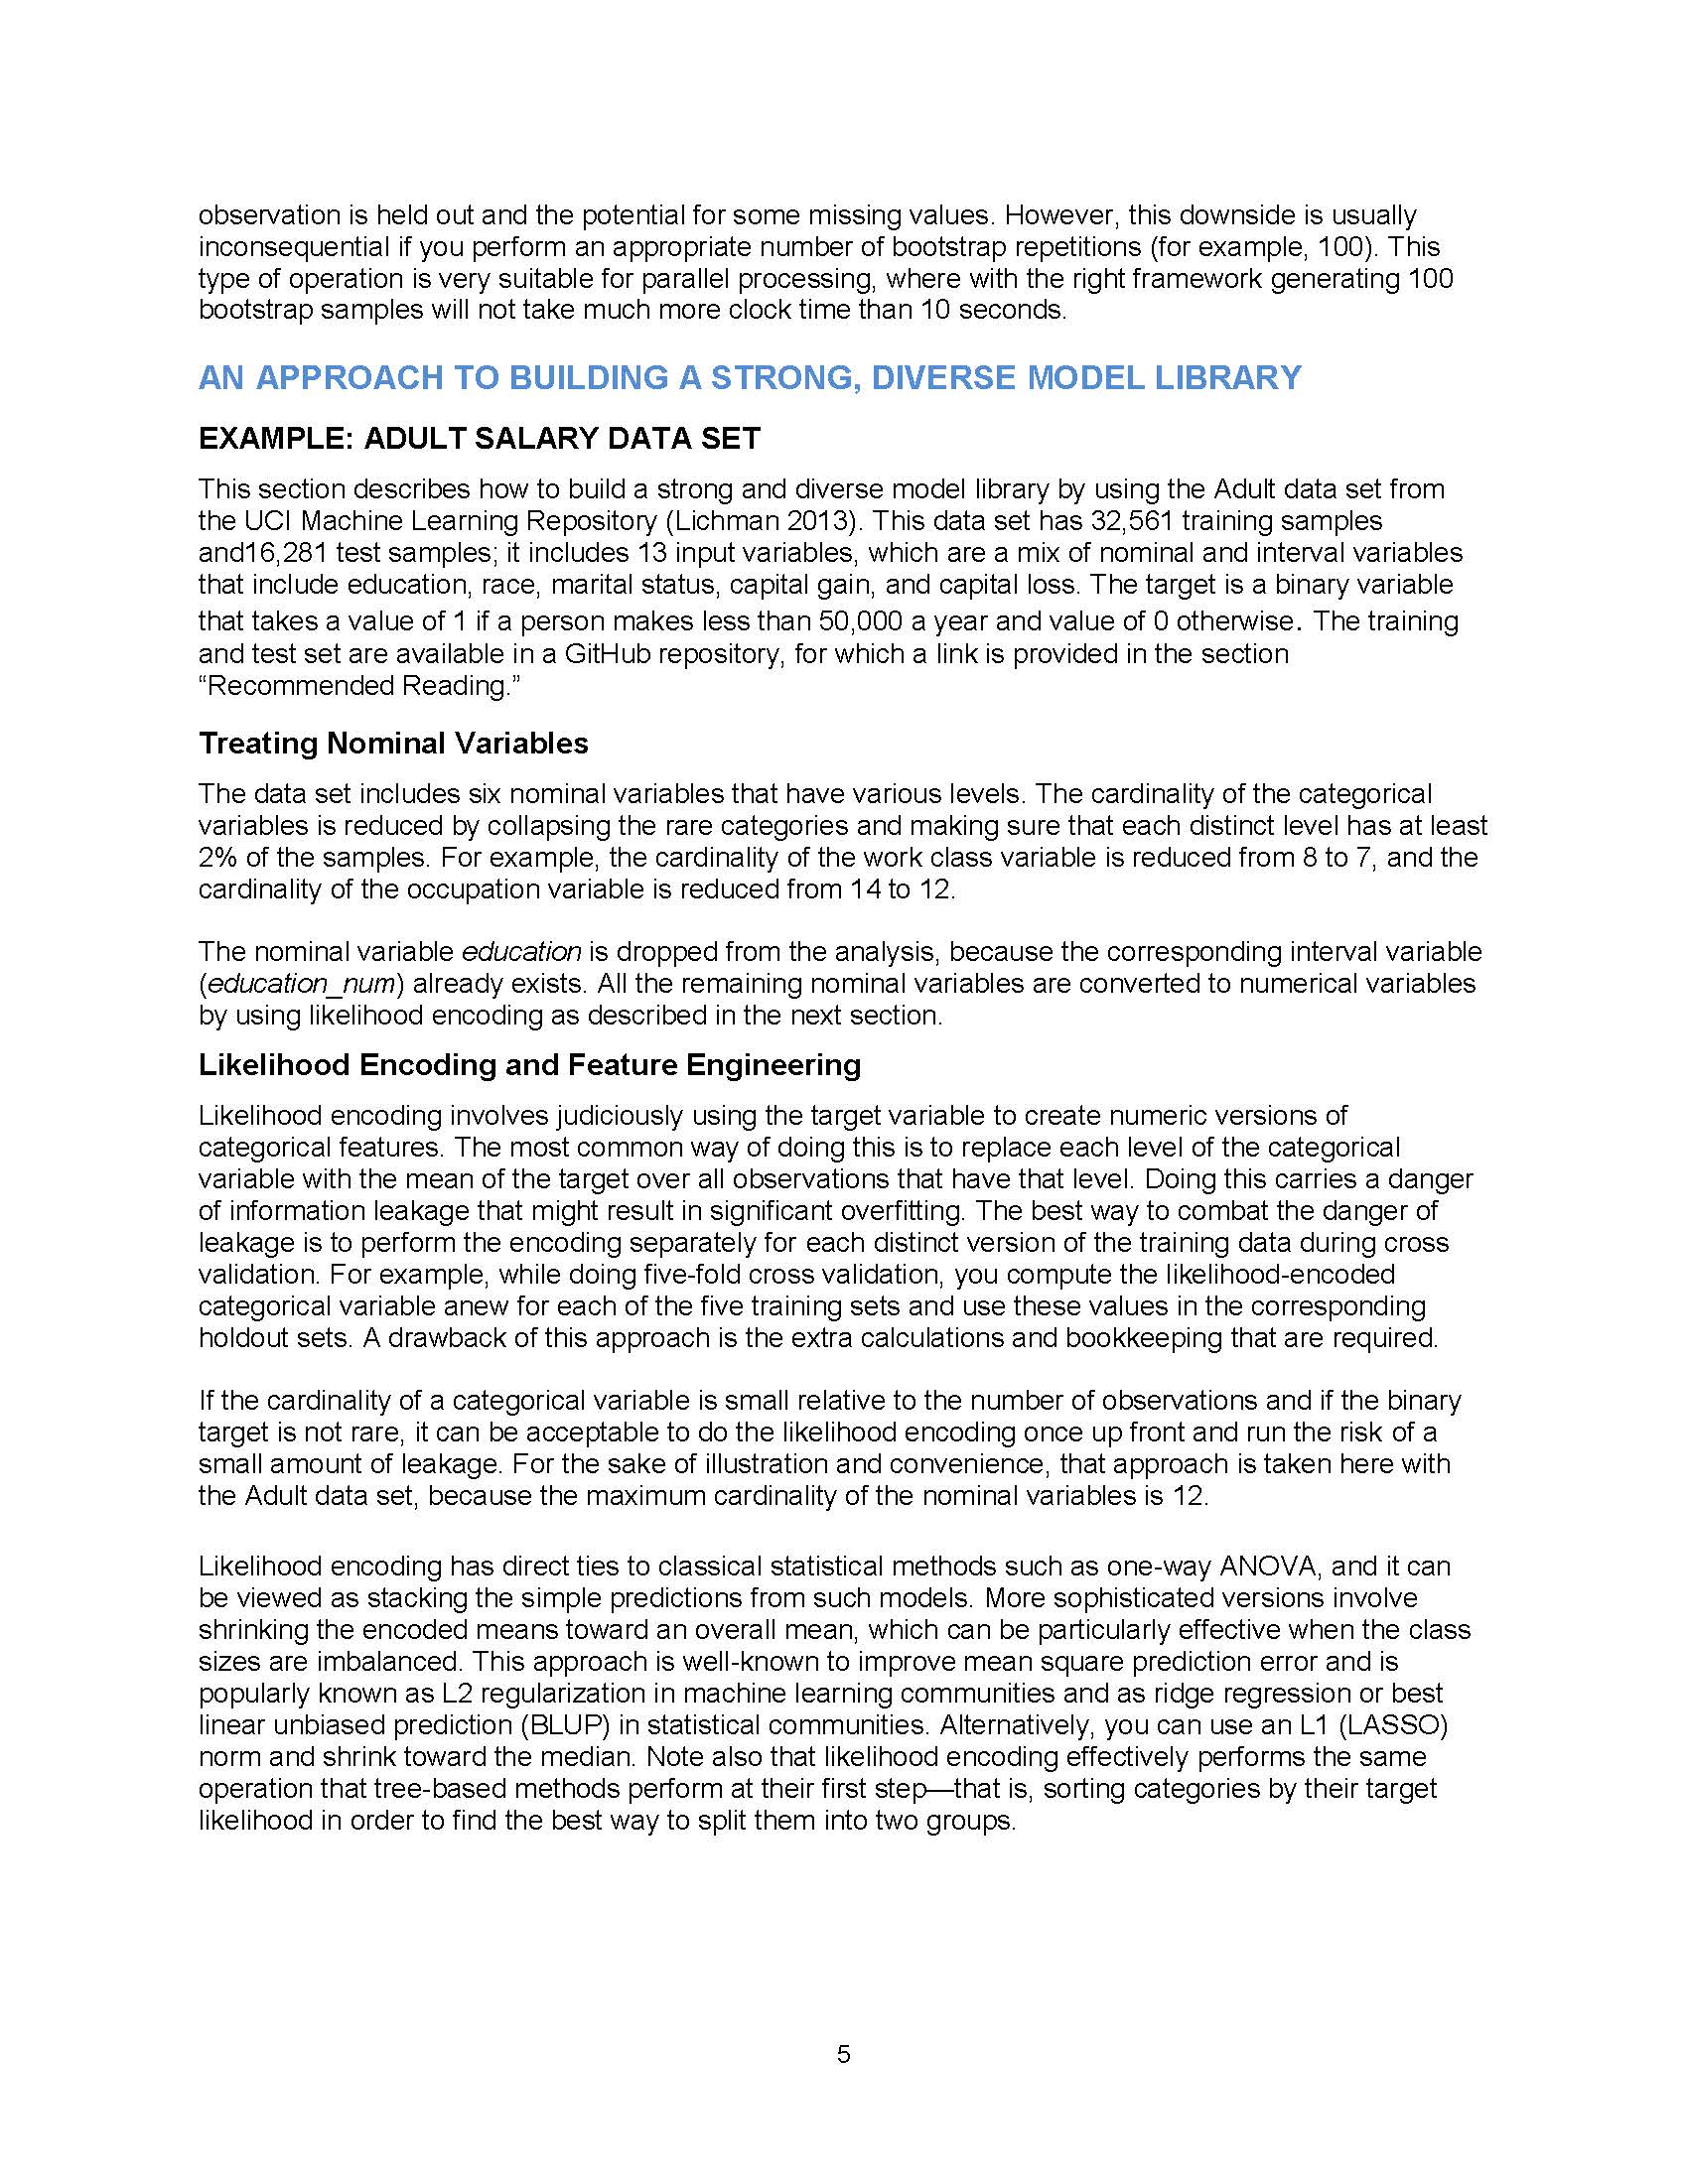 observation is held out and the potential for some missing values. However, this downside is usually
inconsequential if you perform an appropriate number of bootstrap repetitions (for example, 100). This
type of operation is very suitable for parallel processing, where with the right framework generating 100
bootstrap samples will not take much more clock time than 10 seconds.
AN APPROACH TO BUILDING A STRONG, DIVERSE MODEL LIBRARY
EXAMPLE: ADULT SALARY DATA SET
This section describes how to build a strong and diverse model library by using the Adult data set from
the UCI Machine Learning Repository (Lichman 2013). This data set has 32,561 training samples
and16,281 test samples; it includes 13 input variables, which are a mix of nominal and interval variables
that include education, race, marital status, capital gain, and capital loss. The target is a binary variable
that takes a value of 1 if a person makes less than 50,000 a year and value of 0 otherwise. The training
and test set are available in a GitHub repository, for which a link is provided in the section
“Recommended Reading.”
Treating Nominal Variables
The data set includes six nominal variables that have various levels. The cardinality of the categorical
variables is reduced by collapsing the rare categories and making sure that each distinct level has at least
2% of the samples. For example, the cardinality of the work class variable is reduced from 8 to 7, and the
cardinality of the occupation variable is reduced from 14 to 12.
The nominal variable education is dropped from the analysis, because the corresponding interval variable
(education_num) already exists. All the remaining nominal variables are converted to numerical variables
by using likelihood encoding as described in the next section.
Likelihood Encoding and Feature Engineering
Likelihood encoding involves judiciously using the target variable to create numeric versions of
categorical features. The most common way of doing this is to replace each level of the categorical
variable with the mean of the target over all observations that have that level. Doing this carries a danger
of information leakage that might result in significant overfitting. The best way to combat the danger of
leakage is to perform the encoding separately for each distinct version of the training data during cross
validation. For example, while doing five-fold cross validation, you compute the likelihood-encoded
categorical variable anew for each of the five training sets and use these values in the corresponding
holdout sets. A drawback of this approach is the extra calculations and bookkeeping that are required.
If the cardinality of a categorical variable is small relative to the number of observations and if the binary
target is not rare, it can be acceptable to do the likelihood encoding once up front and run the risk of a
small amount of leakage. For the sake of illustration and convenience, that approach is taken here with
the Adult data set, because the maximum cardinality of the nominal variables is 12.
Likelihood encoding has direct ties to classical statistical methods such as one-way ANOVA, and it can
be viewed as stacking the simple predictions from such models. More sophisticated versions involve
shrinking the encoded means toward an overall mean, which can be particularly effective when the class
sizes are imbalanced. This approach is well-known to improve mean square prediction error and is
popularly known as L2 regularization in machine learning communities and as ridge regression or best
linear unbiased prediction (BLUP) in statistical communities. Alternatively, you can use an L1 (LASSO)
norm and shrink toward the median. Note also that likelihood encoding effectively performs the same
operation that tree-based methods perform at their first step—that is, sorting categories by their target
likelihood in order to find the best way to split them into two groups.
5